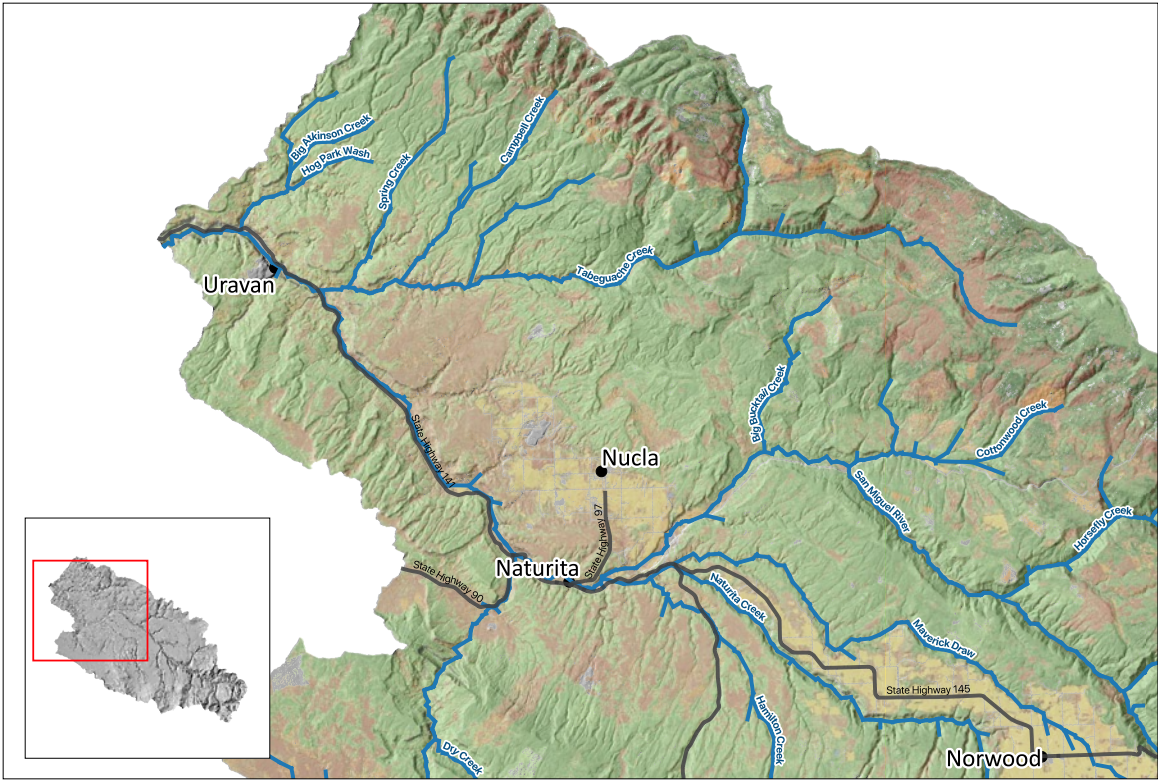 Big Atkinson Creek
Hog Park Wash
Spring Creek
Campbell Creek
Tabeguache Creek
Uravan
Big Bucktail Creek
Cottonwood Creek
State Highway 141
Nucla
San Miguel River
Horsefly Creek
State Highway 97
Naturita
State Highway 90
Naturita Creek
Maverick Draw
State Highway 145
Hamilton Creek
Dry Creek
Norwood